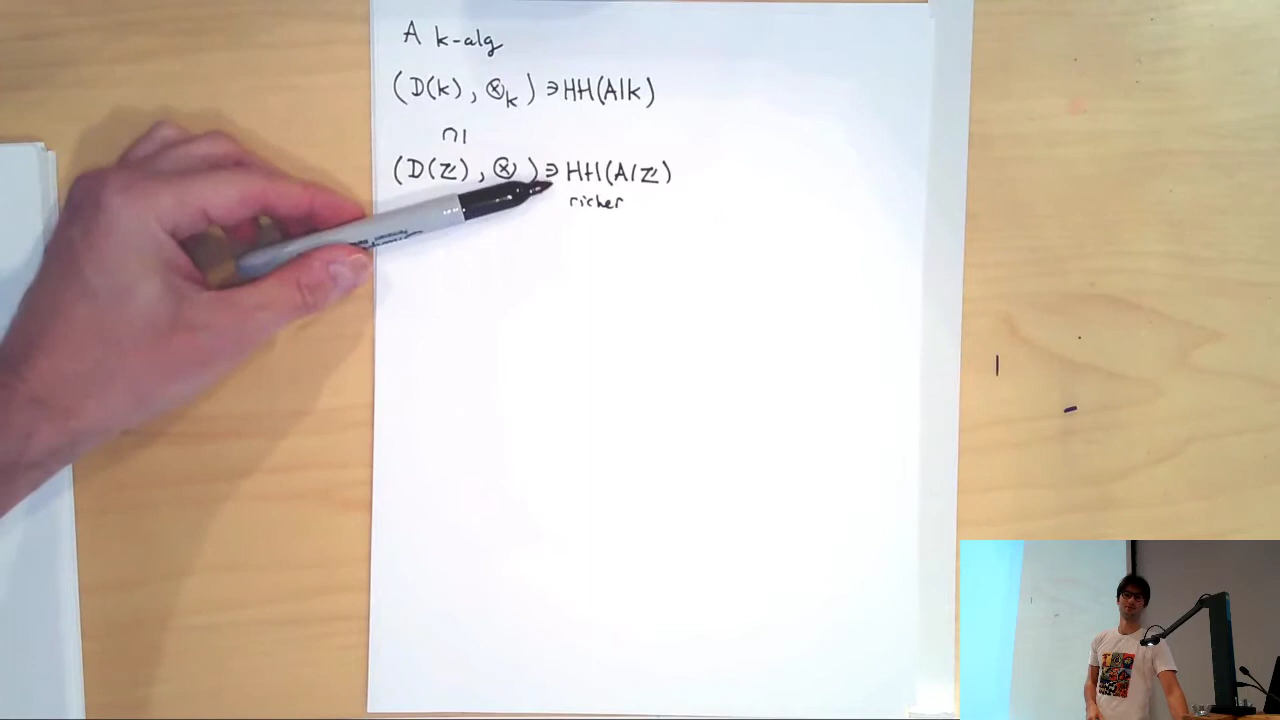 A k-alg
(D(k), ⊗ₖ) ∋ HH(A|k)
∩|
(D(ℤ), ⊗) ∋ HH(A|ℤ)
richer